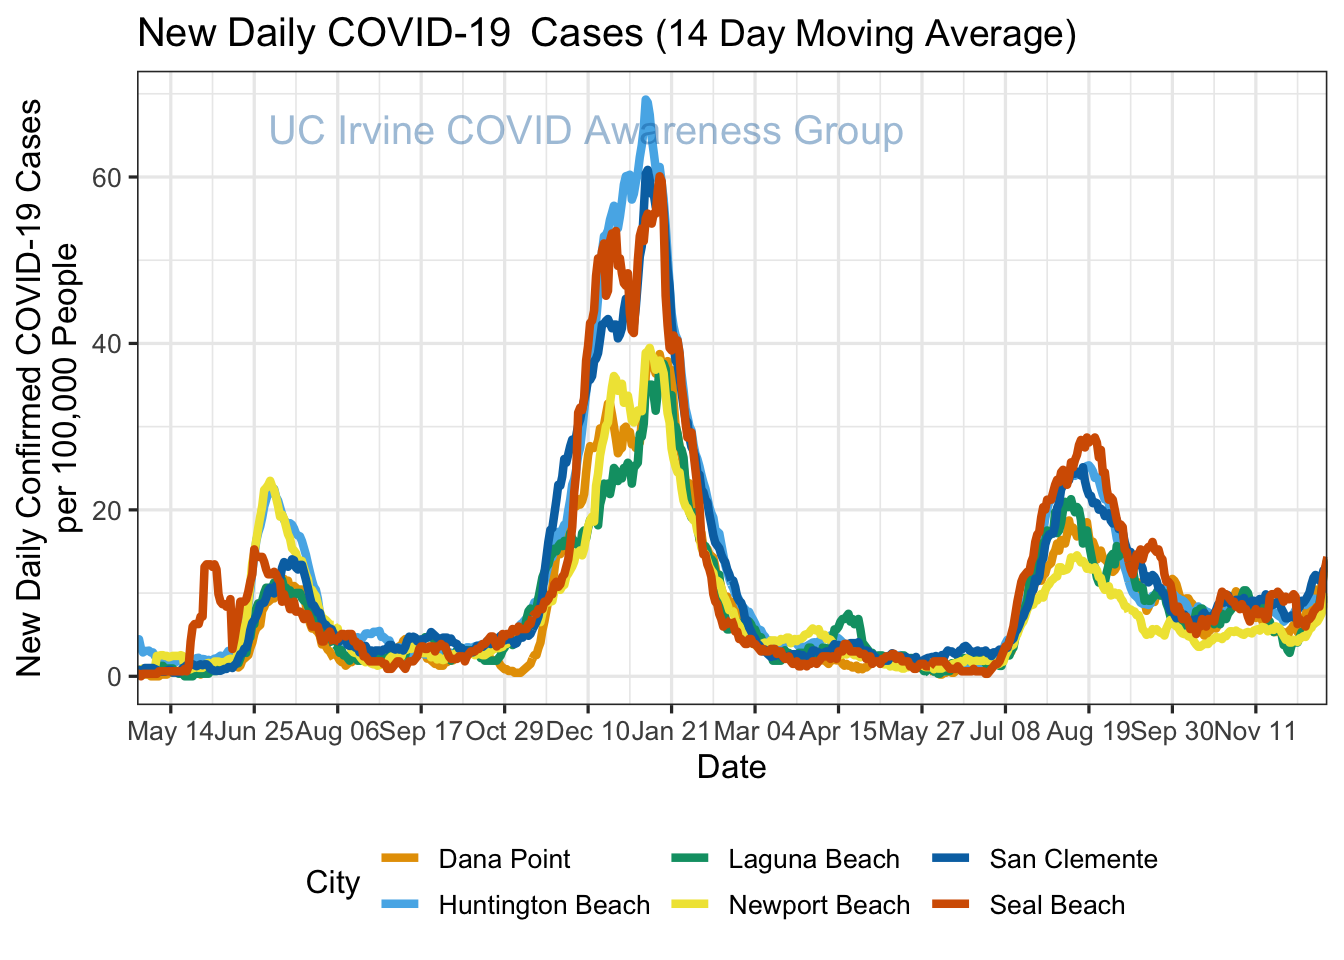 New Daily COVID-19 Cases (14 Day Moving Average)
UC Irvine COVID Awareness Group
New Daily Confirmed COVID-19 Cases
per 100,000 People
60
40
20
0
May 14 Jun 25 Aug 06 Sep 17 Oct 29 Dec 10 Jan 21 Mar 04 Apr 15 May 27 Jul 08 Aug 19 Sep 30 Nov 11
Date
City
Dana Point Laguna Beach San Clemente
Huntington Beach Newport Beach Seal Beach